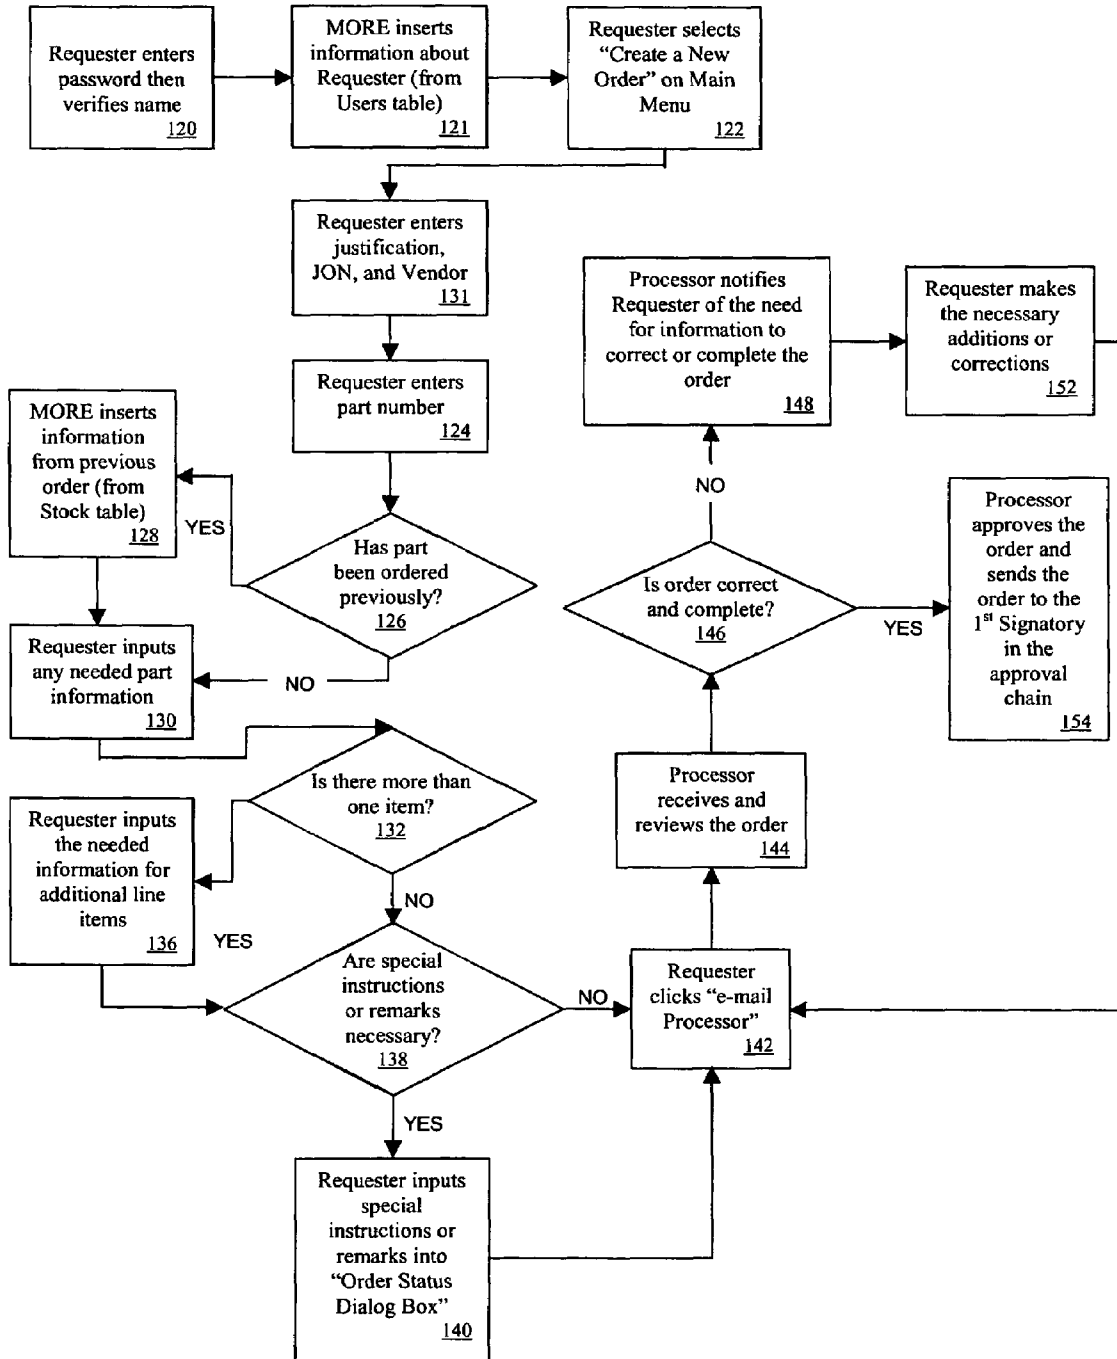 Requester enters
password then
verifies name
120
MORE inserts
information about
Requester (from
Users table)
121
Requester selects
“Create a New
Order” on Main
Menu
122
Requester enters
justification,
JON, and Vendor
131
Requester enters
part number
124
MORE inserts
information
from previous
order (from
Stock table)
128
YES
Has part
been ordered
previously?
126
NO
Requester inputs
any needed part
information
130
Is there more than
one item?
132
Requester inputs
the needed
information for
additional line
items
136
YES
NO
Are special
instructions
or remarks
necessary?
138
NO
YES
Requester inputs
special
instructions or
remarks into
“Order Status
Dialog Box”
140
Requester
clicks “e-mail
Processor”
142
Processor
receives and
reviews the order
144
Is order correct
and complete?
146
NO
YES
Processor notifies
Requester of the need
for information to
correct or complete the
order
148
Requester makes
the necessary
additions or
corrections
152
Processor
approves the
order and
sends the
order to the
1st Signatory
in the
approval
chain
154